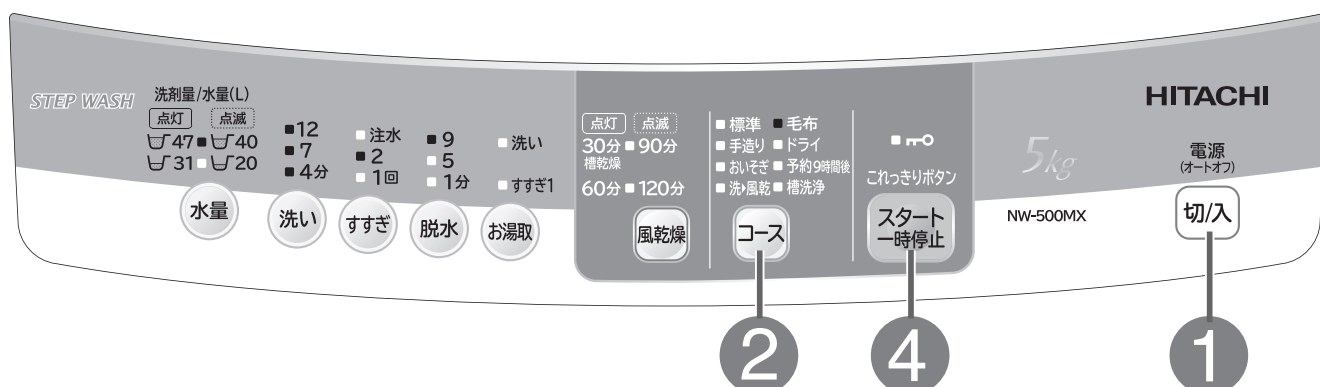 STEP WASH
洗剤量/水量(L)
点灯 点滅
47 40
31 20
水量
12
7
4分
洗い
注水
2
1回
すすぎ
9
5
1分
脱水
洗い
すすぎ1
お湯取
点灯 点滅
30分 90分
槽乾燥
60分 120分
風乾燥
標準 毛布
手造り ドライ
おいそぎ 予約9時間後
洗▶風乾 槽洗浄
コース
これっきりボタン
スタート
一時停止
5kg
NW-500MX
HITACHI
電源
(オートオフ)
切/入
2
4
1